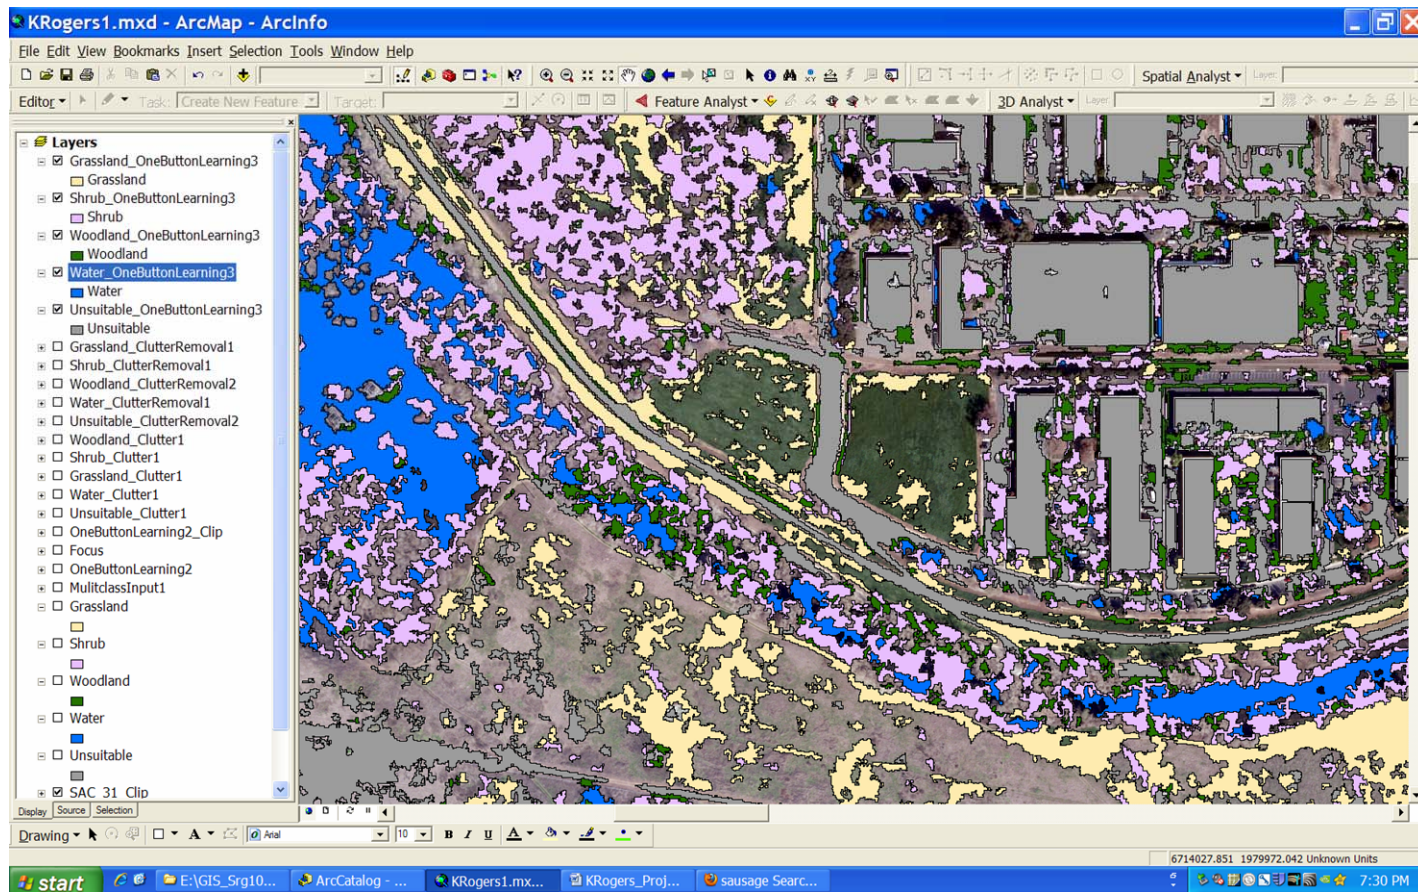 KRogers1.mxd - ArcMap - ArcInfo
File Edit View Bookmarks Insert Selection Tools Window Help
Spatial Analyst Layer:
Editor Task: Create New Feature Target: Feature Analyst 3D Analyst Layer:
Layers
Grassland_OneButtonLearning3
Grassland
Shrub_OneButtonLearning3
Shrub
Woodland_OneButtonLearning3
Woodland
Water_OneButtonLearning3
Water
Unsuitable_OneButtonLearning3
Unsuitable
Grassland_ClutterRemoval1
Shrub_ClutterRemoval1
Woodland_ClutterRemoval2
Water_ClutterRemoval1
Unsuitable_ClutterRemoval2
Woodland_Clutter1
Shrub_Clutter1
Grassland_Clutter1
Water_Clutter1
Unsuitable_Clutter1
OneButtonLearning2_Clip
Focus
OneButtonLearning2
MulitclassInput1
Grassland
Shrub
Woodland
Water
Unsuitable
SAC_31_Clip
Display Source Selection
Drawing A Arial 10 B I U A
6714027.851 1979972.042 Unknown Units
start E:\GIS_Srg10... ArcCatalog - ... KRogers1.mx... KRogers_Proj... sausage Searc... 7:30 PM